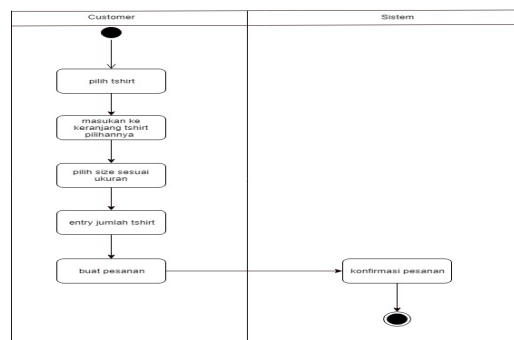 Customer
Sistem
pilih tshirt
masukan ke
keranjang tshirt
pilihannya
pilih size sesuai
ukuran
entry jumlah tshirt
buat pesanan
konfirmasi pesanan